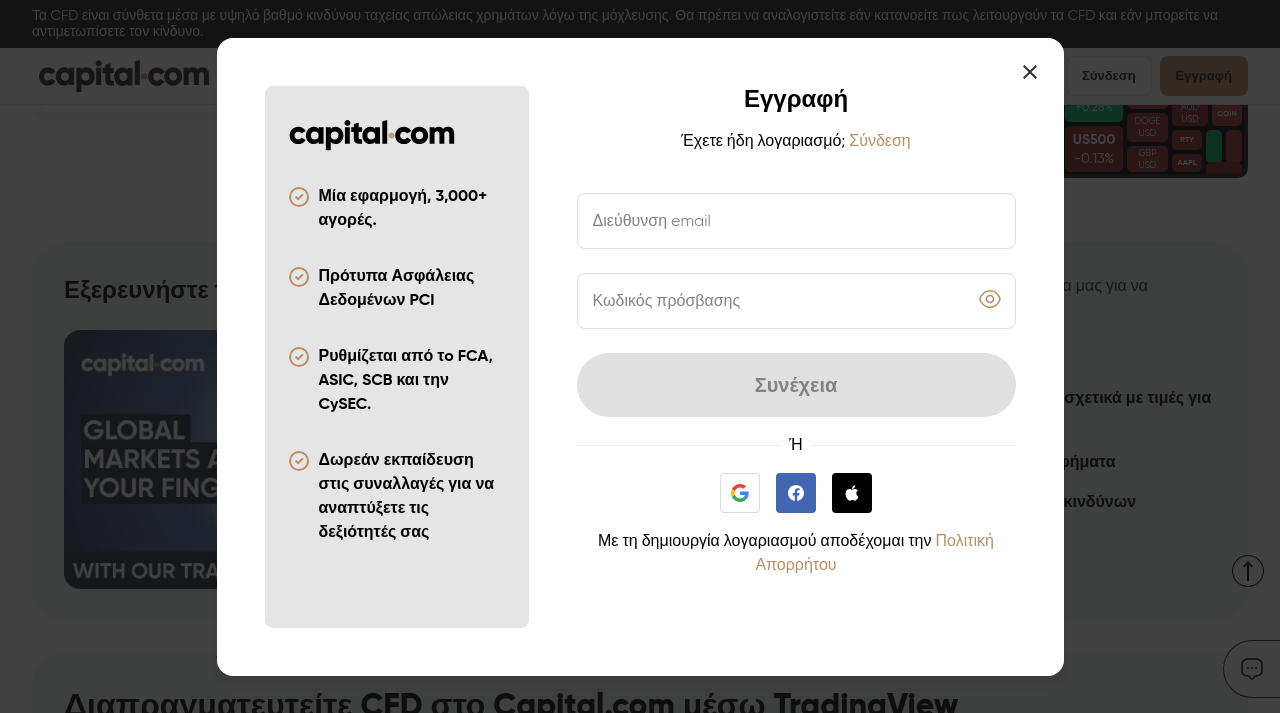 Τα CFD είναι σύνθετα μέσα με υψηλό βαθμό κινδύνου ταχείας απώλειας χρημάτων λόγω της μόχλευσης. Θα πρέπει να αναλογιστείτε εάν κατανοείτε πως λειτουργούν τα CFD και εάν μπορείτε να
αντιμετωπίσετε τον κίνδυνο.
capital.com
Σύνδεση
Εγγραφή
+0.28%
US500
-0.13%
DOGE
USD
GBP
USD
AUD
USD
RTY
AAPL
COIN
Εξερευνήστε
α μας για να
capital.com
GLOBAL
MARKETS A
YOUR FING
WITH OUR TRA
σχετικά με τιμές για
κινδύνων
capital.com
Μία εφαρμογή, 3,000+
αγορές.
Πρότυπα Ασφάλειας
Δεδομένων PCI
Ρυθμίζεται από το FCA,
ASIC, SCB και την
CySEC.
Δωρεάν εκπαίδευση
στις συναλλαγές για να
αναπτύξετε τις
δεξιότητές σας
Εγγραφή
Έχετε ήδη λογαριασμό; Σύνδεση
Διεύθυνση email
Κωδικός πρόσβασης
Συνέχεια
Ή
Με τη δημιουργία λογαριασμού αποδέχομαι την Πολιτική
Απορρήτου
Διαπραγματευτείτε CFD στο Capital.com μέσω TradingView